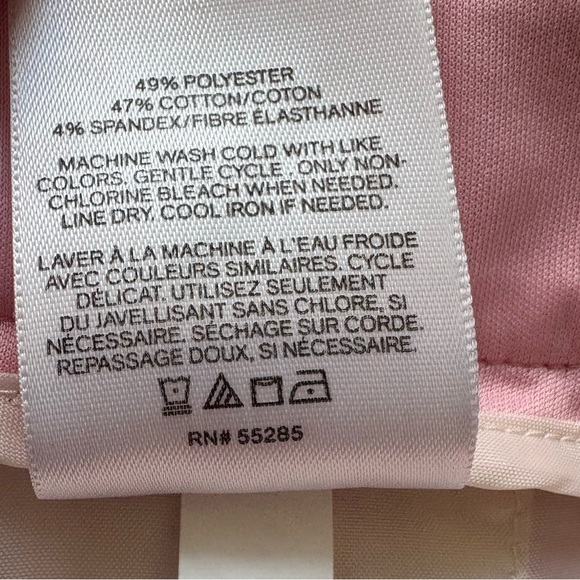 49% POLYESTER
47% COTTON/COTON
4% SPANDEX/FIBRE ÉLASTHANNE
MACHINE WASH COLD WITH LIKE
COLORS. GENTLE CYCLE . ONLY NON-
CHLORINE BLEACH WHEN NEEDED.
LINE DRY. COOL IRON IF NEEDED.
LAVER À LA MACHINE À L'EAU FROIDE
AVEC COULEURS SIMILAIRES. CYCLE
DÉLICAT. UTILISEZ SEULEMENT
DU JAVELLISANT SANS CHLORE, SI
NÉCESSAIRE. SÉCHAGE SUR CORDE.
REPASSAGE DOUX, SI NÉCESSAIRE.
RN# 55285